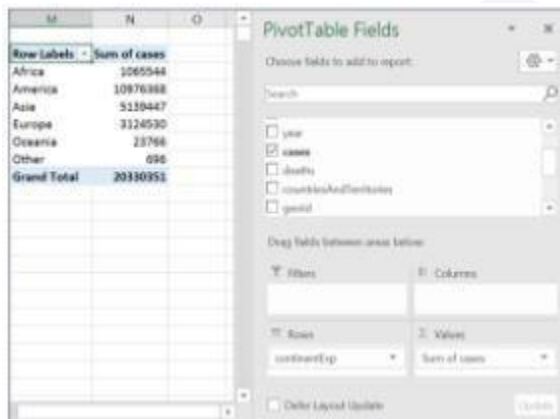 M N O
Row Labels Sum of cases
Africa 1065544
America 10976368
Asia 5139447
Europe 3124530
Oceania 23766
Other 696
Grand Total 20330351
PivotTable Fields
Choose fields to add to report:
Search
year
cases
deaths
countriesAndTerritories
geoId
Drag fields between areas below:
Filters
Columns
Rows
Values
continentExp
Sum of cases
Defer Layout Update
Update